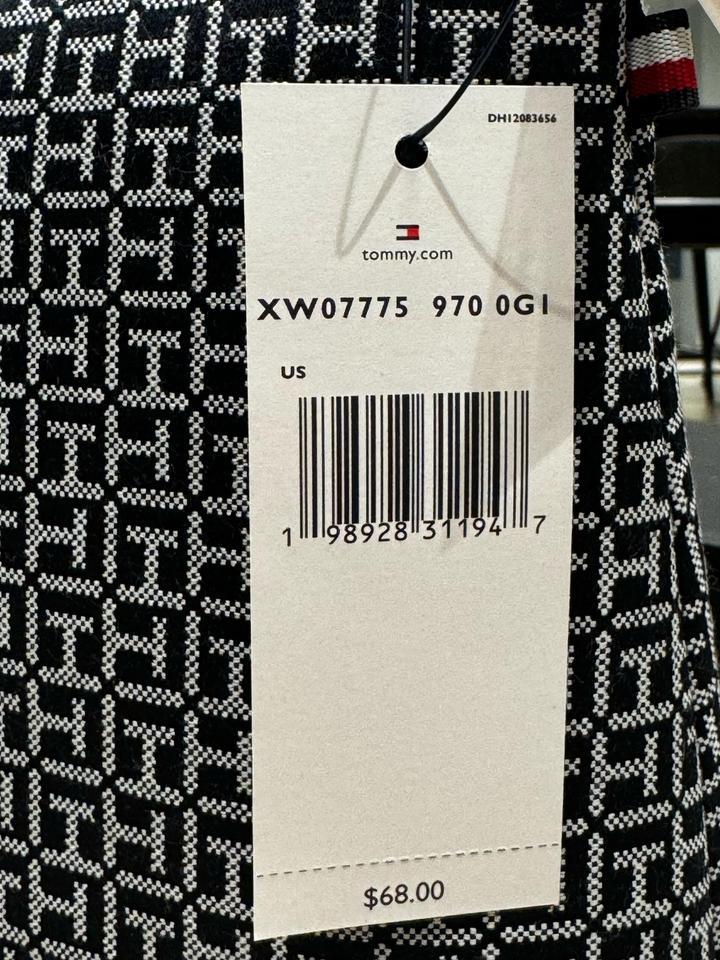 DH12083656
tommy.com
XW07775 970 0GI
US
1 98928 31194 7
$68.00